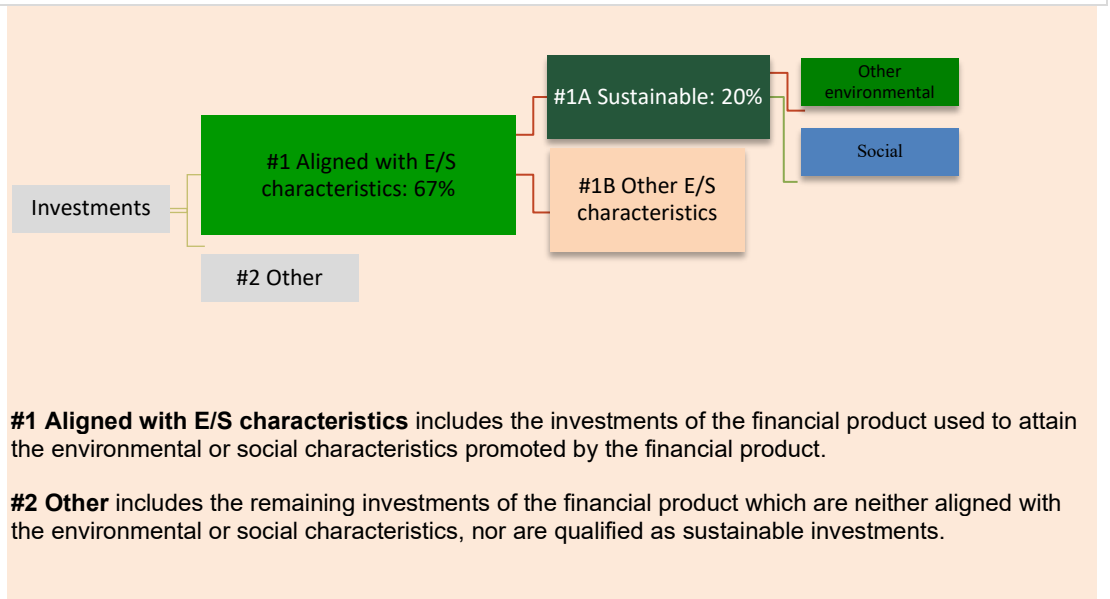 Investments
#1 Aligned with E/S
characteristics: 67%
#2 Other
#1A Sustainable: 20%
#1B Other E/S
characteristics
Other
environmental
Social
#1 Aligned with E/S characteristics includes the investments of the financial product used to attain
the environmental or social characteristics promoted by the financial product.
#2 Other includes the remaining investments of the financial product which are neither aligned with
the environmental or social characteristics, nor are qualified as sustainable investments.